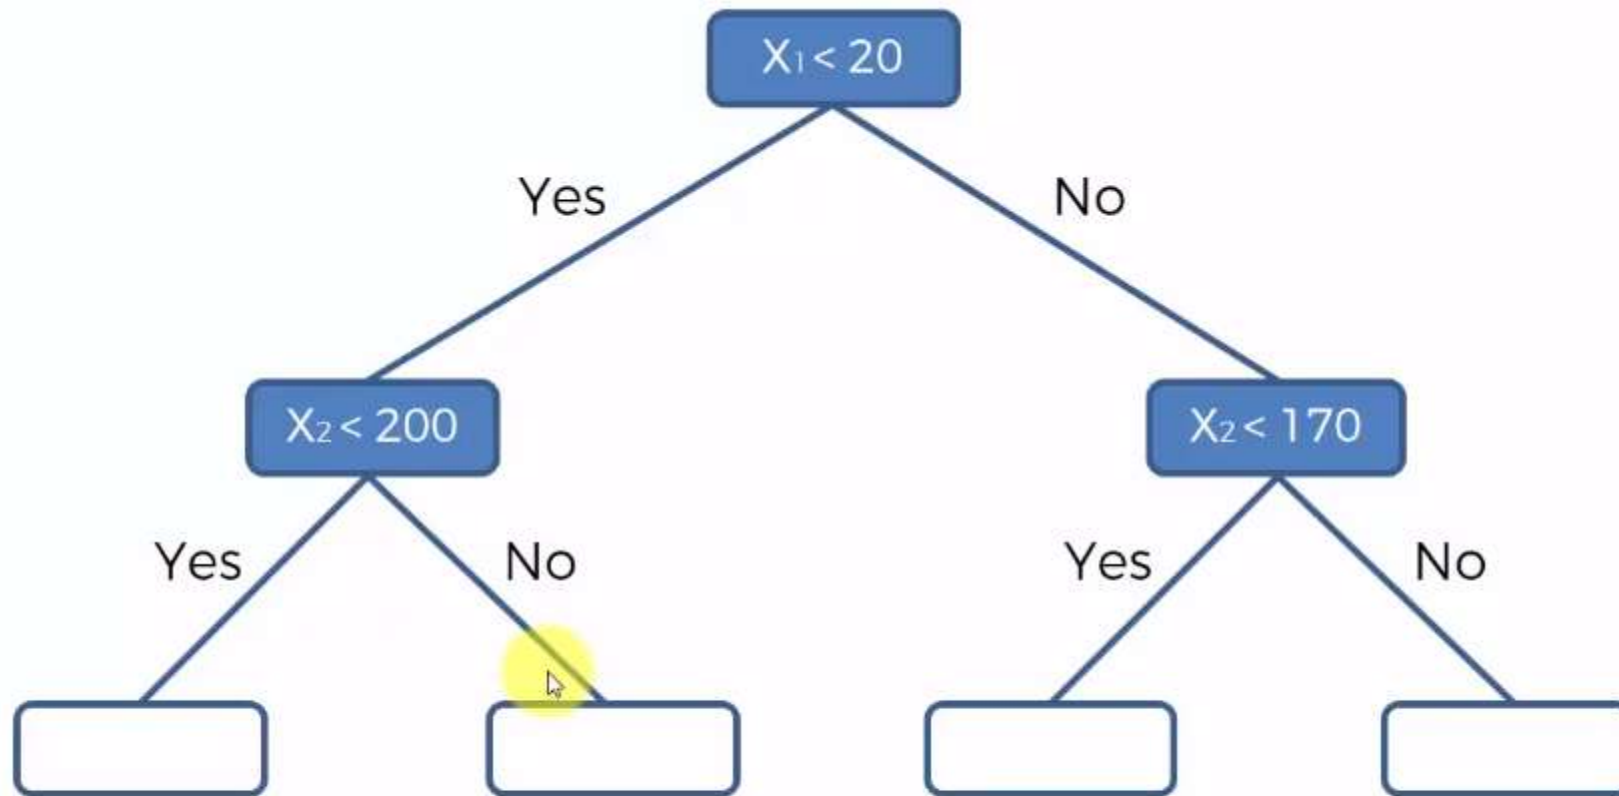 X₁ < 20
Yes
No
X₂ < 200
X₂ < 170
Yes
No
Yes
No